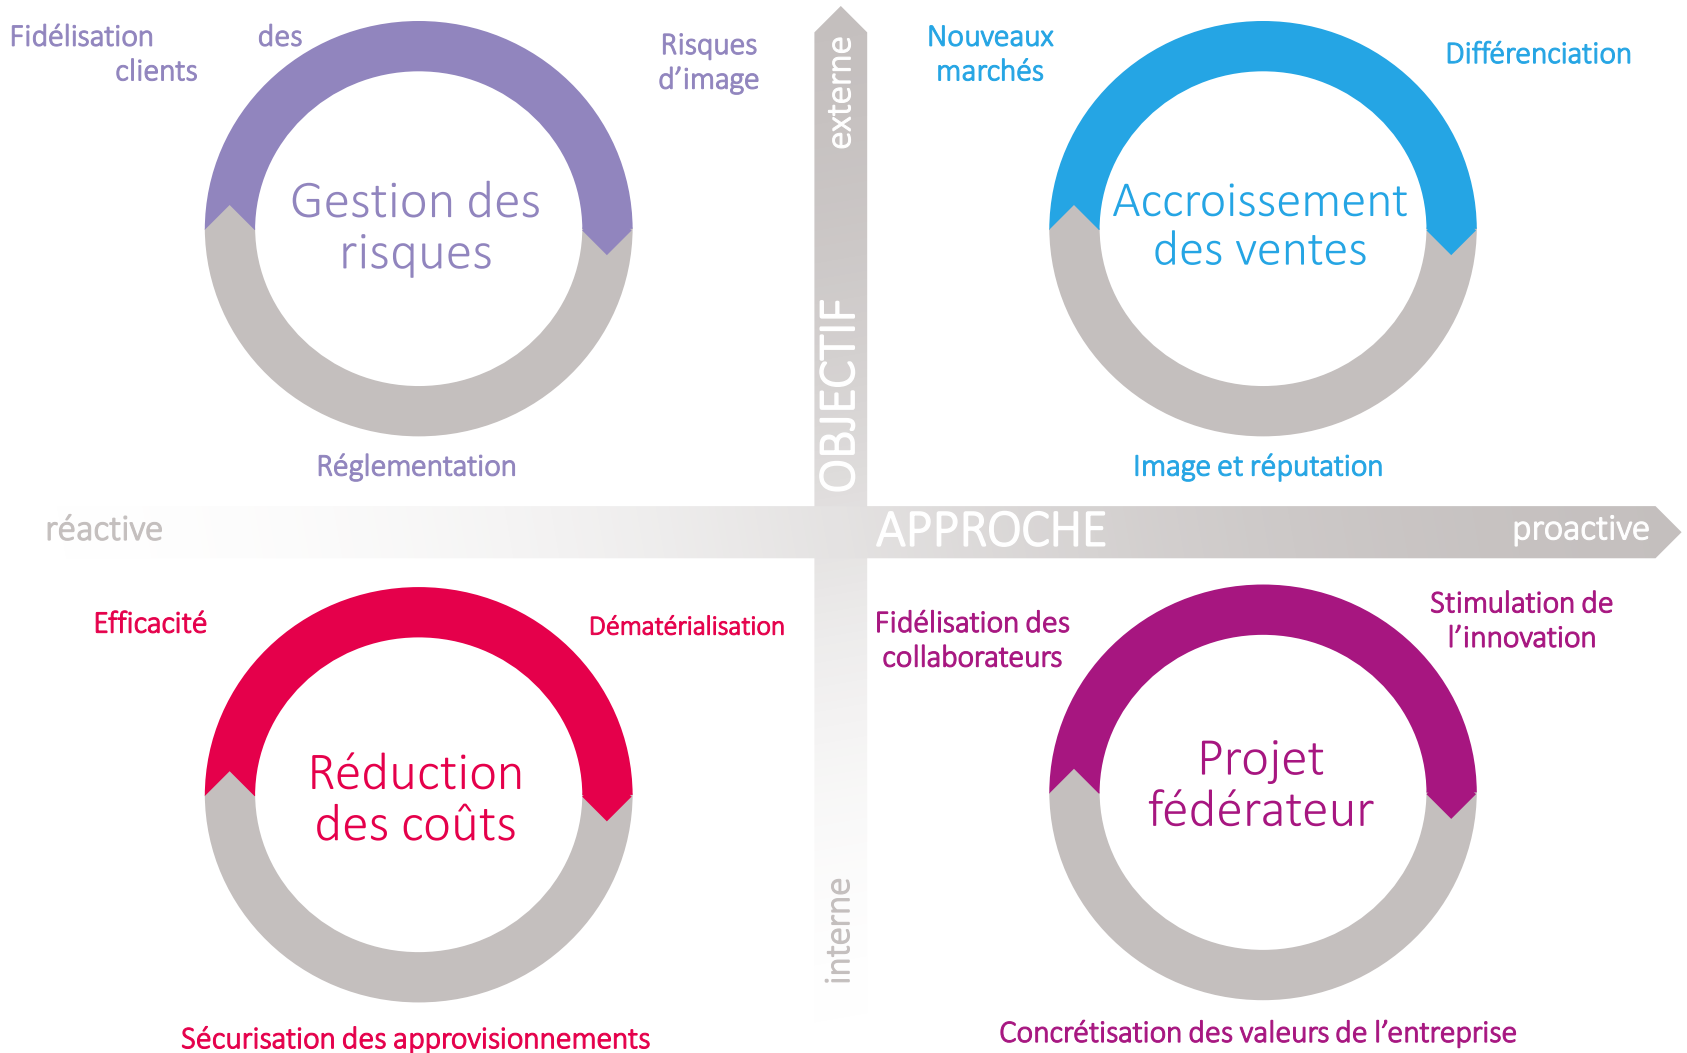 Fidélisation des
clients
Risques
d’image
Gestion des
risques
Réglementation
externe
OBJECTIF
Nouveaux
marchés
Différenciation
Accroissement
des ventes
Image et réputation
réactive
APPROCHE
proactive
Efficacité
Dématérialisation
Réduction
des coûts
Sécurisation des approvisionnements
interne
Fidélisation des
collaborateurs
Stimulation de
l’innovation
Projet
fédérateur
Concrétisation des valeurs de l’entreprise